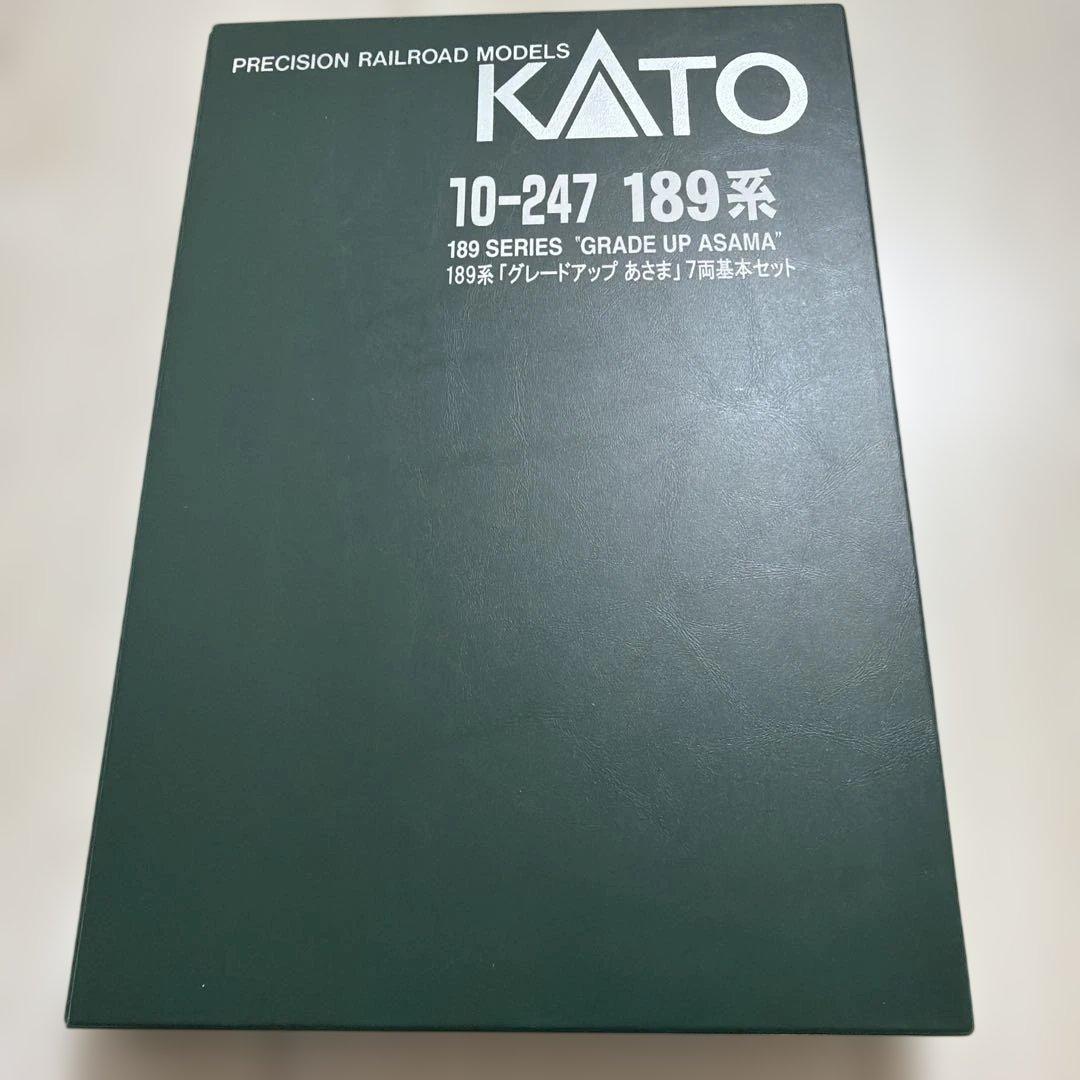 PRECISION RAILROAD MODELS
KATO
10-247 189系
189 SERIES "GRADE UP ASAMA"
189系「グレードアップ あさま」7両基本セット